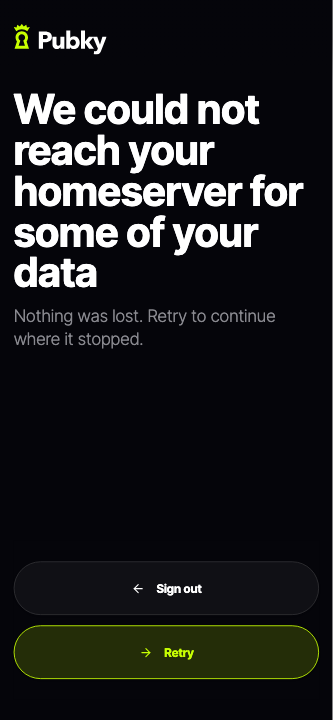 Pubky
We could not
reach your
homeserver for
some of your
data
Nothing was lost. Retry to continue
where it stopped.
← Sign out
→ Retry